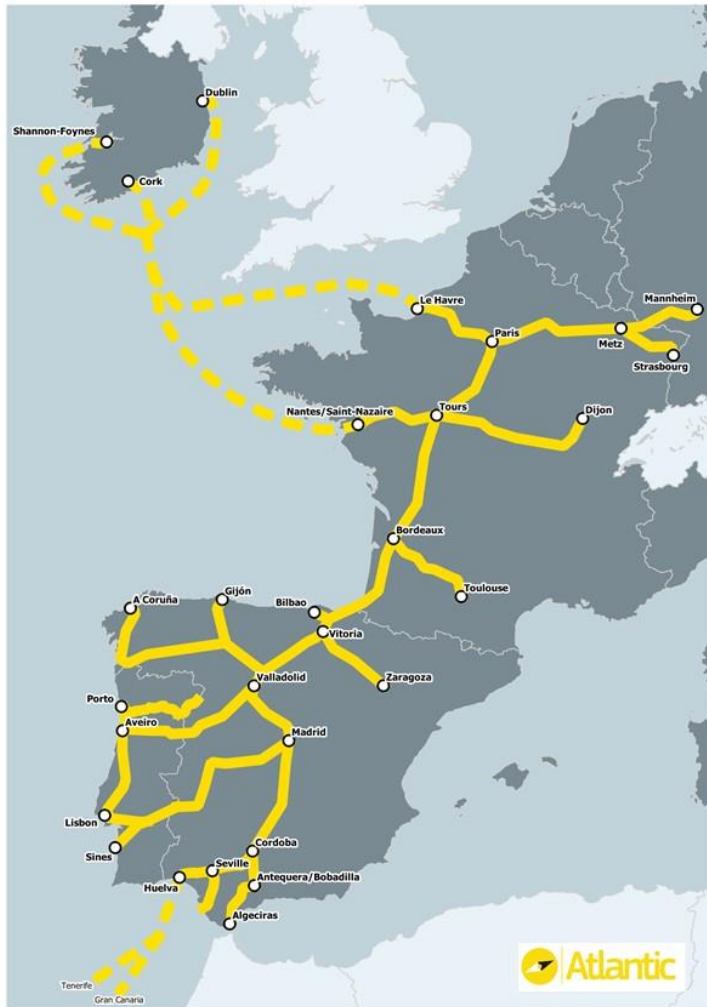 Dublin
Shannon-Foynes
Cork
Le Havre
Mannheim
Paris
Metz
Strasbourg
Nantes/Saint-Nazaire
Tours
Dijon
Bordeaux
Toulouse
A Coruña
Gijón
Bilbao
Vitoria
Valladolid
Zaragoza
Porto
Aveiro
Madrid
Lisbon
Sines
Cordoba
Seville
Huelva
Antequera/Bobadilla
Algeciras
Tenerife
Gran Canaria
Atlantic